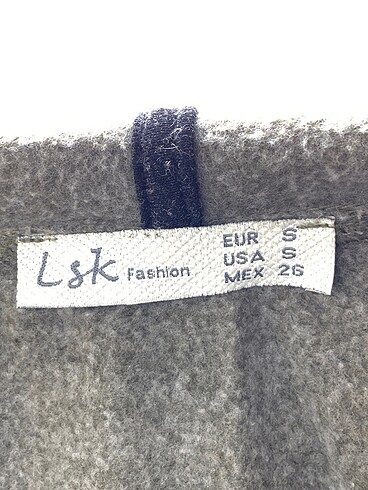 Lsk Fashion
EUR S
USA S
MEX 26